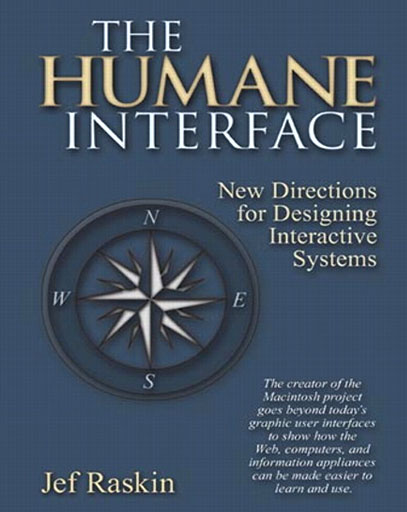 THE
HUMANE
INTERFACE
New Directions
for Designing
Interactive
Systems
N
W
E
S
The creator of the
Macintosh project
goes beyond today's
graphic user interfaces
to show how the
Web, computers, and
information appliances
can be made easier to
learn and use.
Jef Raskin